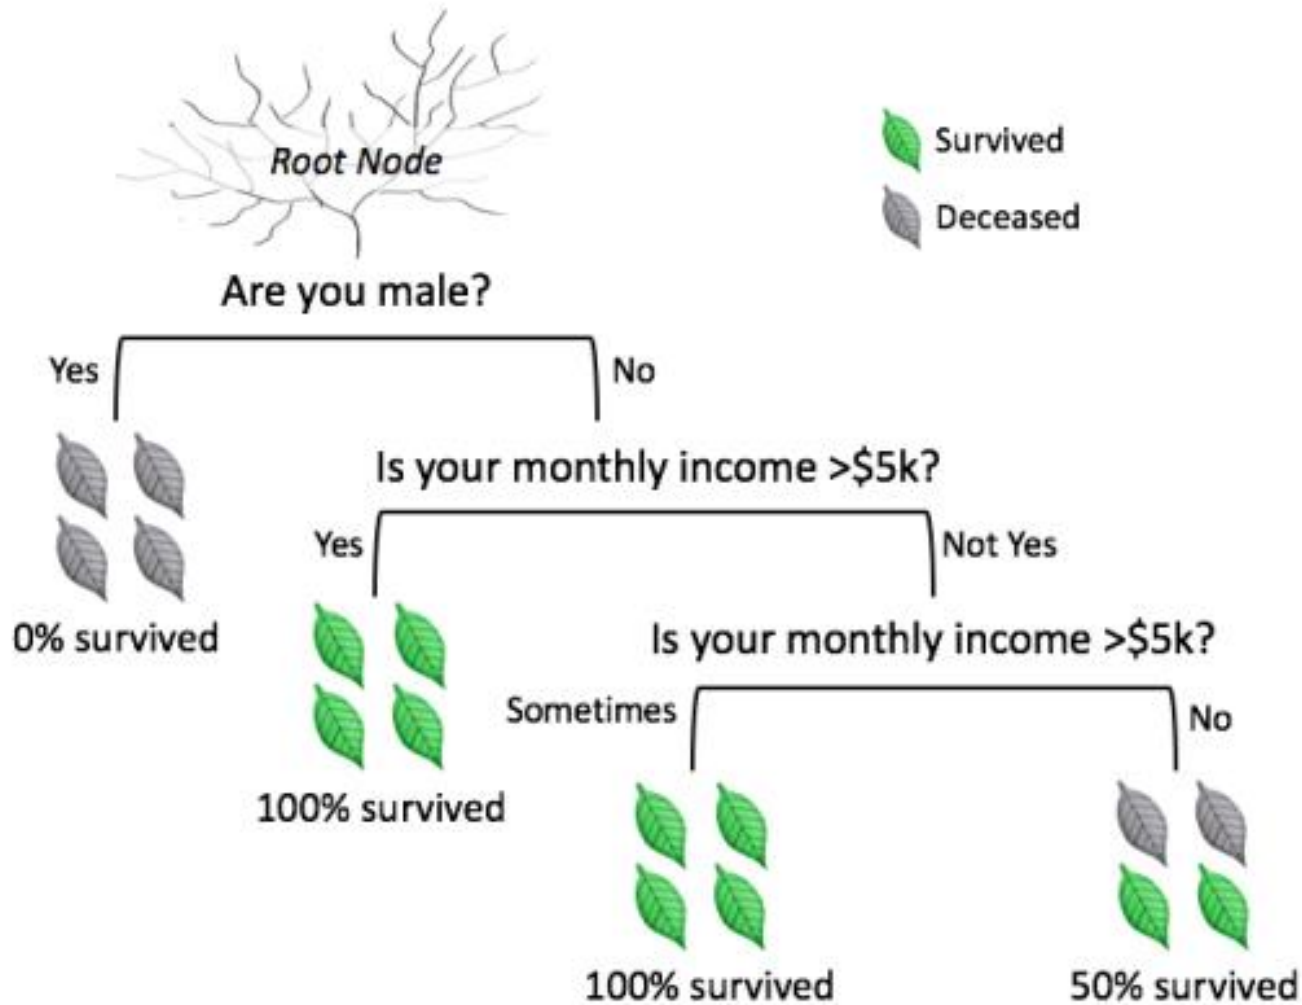 Root Node
Survived
Deceased
Are you male?
Yes
No
Is your monthly income >$5k?
Yes
Not Yes
0% survived
Is your monthly income >$5k?
Sometimes
No
100% survived
100% survived
50% survived